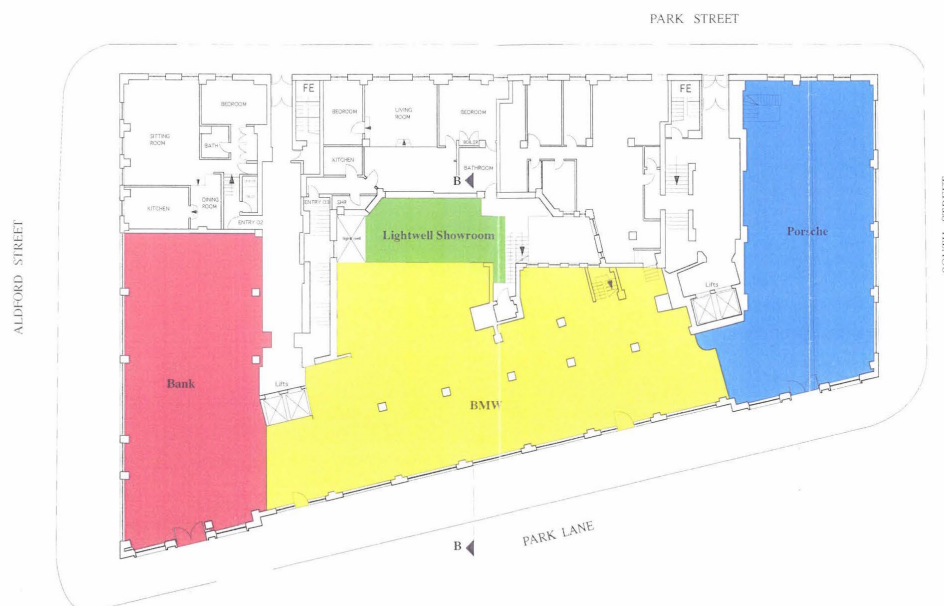 PARK STREET
FE
FE
BEDROOM
BEDROOM
LIVING
ROOM
BEDROOM
SITTING
ROOM
BATH
KITCHEN
BATHROOM
B
DINING
ROOM
KITCHEN
ENTRY
ENTRY
Lightwell Showroom
Porsche
ALDFORD STREET
Lifts
Bank
Lifts
BMW
PARK LANE
B